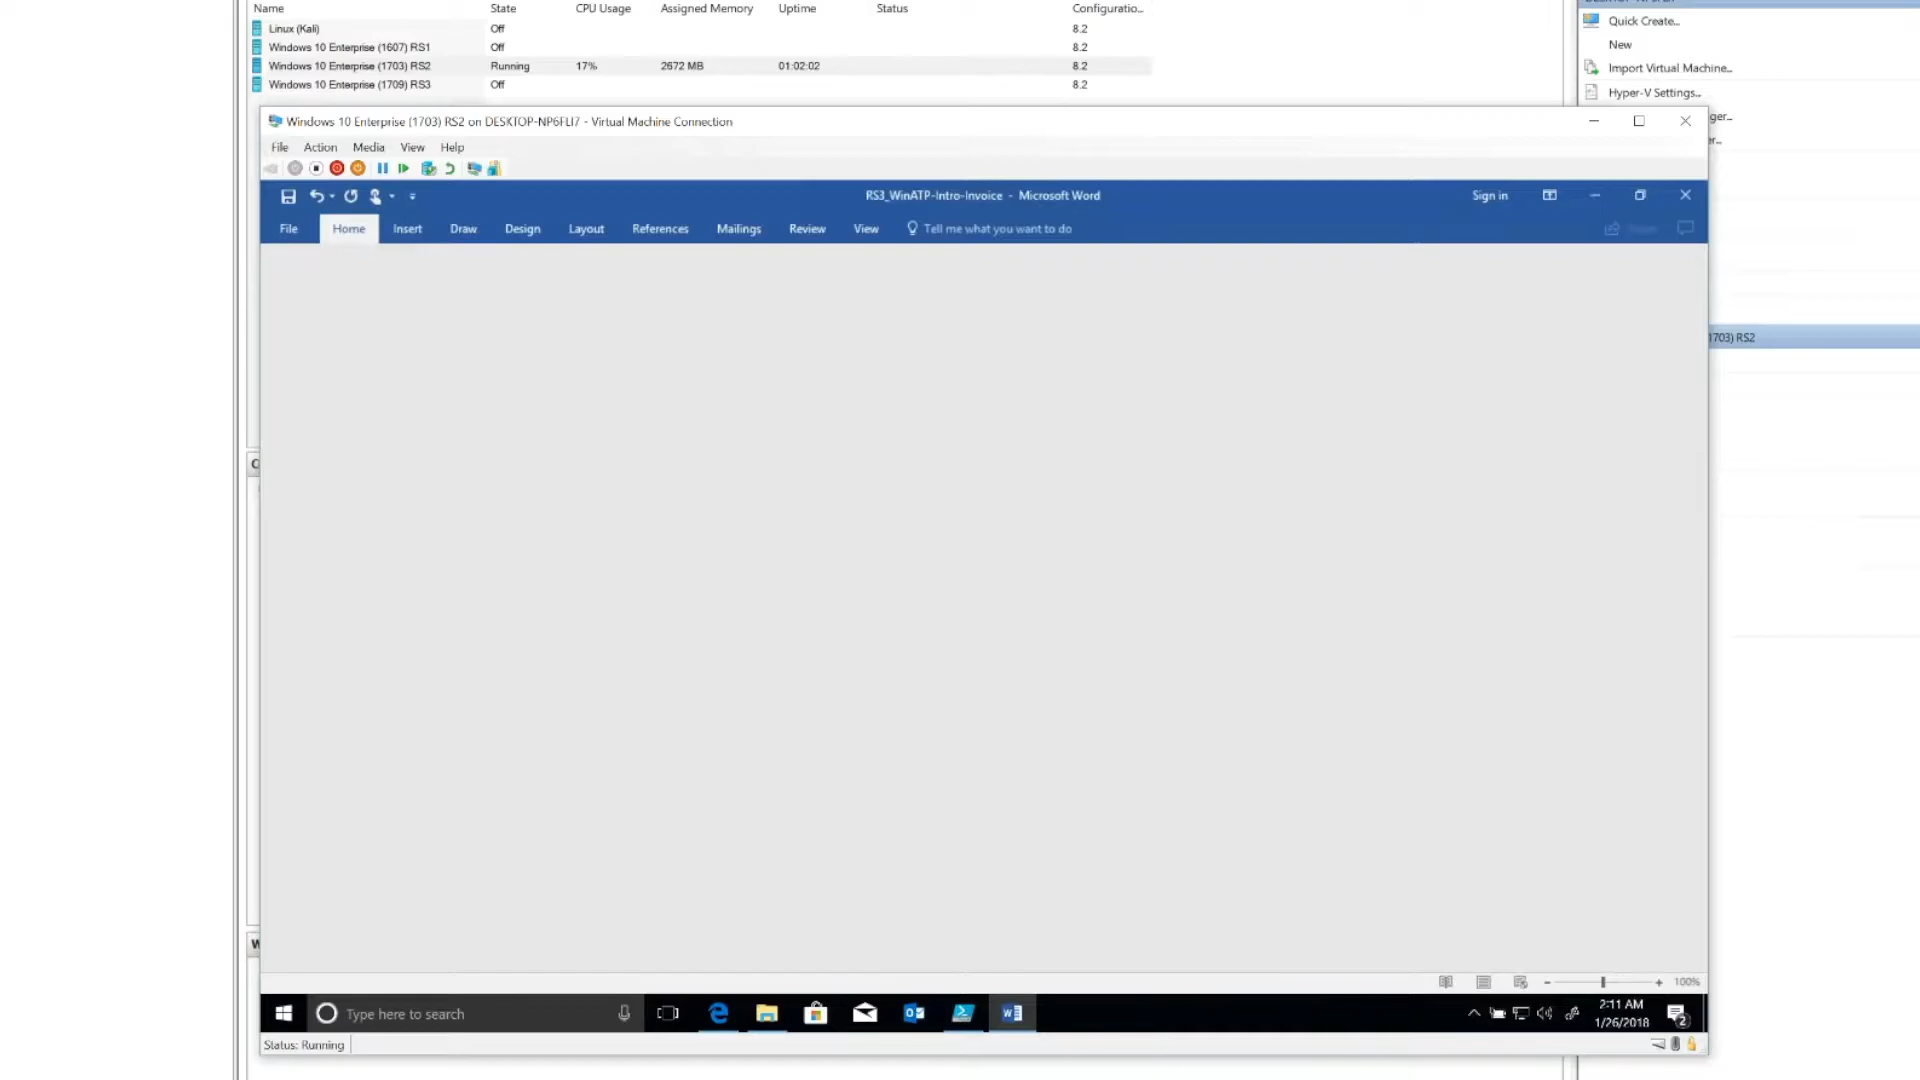 Name State CPU Usage Assigned Memory Uptime Status Configuratio...
Linux (Kali) Off 8.2
Windows 10 Enterprise (1607) RS1 Off 8.2
Windows 10 Enterprise (1703) RS2 Running 17% 2672 MB 01:02:02 8.2
Windows 10 Enterprise (1709) RS3 Off 8.2
Quick Create...
New
Import Virtual Machine...
Hyper-V Settings...
ger...
r...
1703) RS2
Windows 10 Enterprise (1703) RS2 on DESKTOP-NP6FLI7 - Virtual Machine Connection
File Action Media View Help
RS3_WinATP-Intro-Invoice - Microsoft Word Sign in
File Home Insert Draw Design Layout References Mailings Review View Tell me what you want to do
100%
Type here to search
2:11 AM
1/26/2018
2
Status: Running